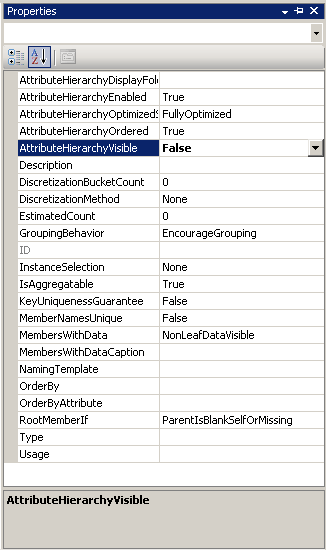 Properties
AttributeHierarchyDisplayFol
AttributeHierarchyEnabled True
AttributeHierarchyOptimizedS FullyOptimized
AttributeHierarchyOrdered True
AttributeHierarchyVisible False
Description
DiscretizationBucketCount 0
DiscretizationMethod None
EstimatedCount 0
GroupingBehavior EncourageGrouping
ID
InstanceSelection None
IsAggregatable True
KeyUniquenessGuarantee False
MemberNamesUnique False
MembersWithData NonLeafDataVisible
MembersWithDataCaption
NamingTemplate
OrderBy
OrderByAttribute
RootMemberIf ParentIsBlankSelfOrMissing
Type
Usage
AttributeHierarchyVisible